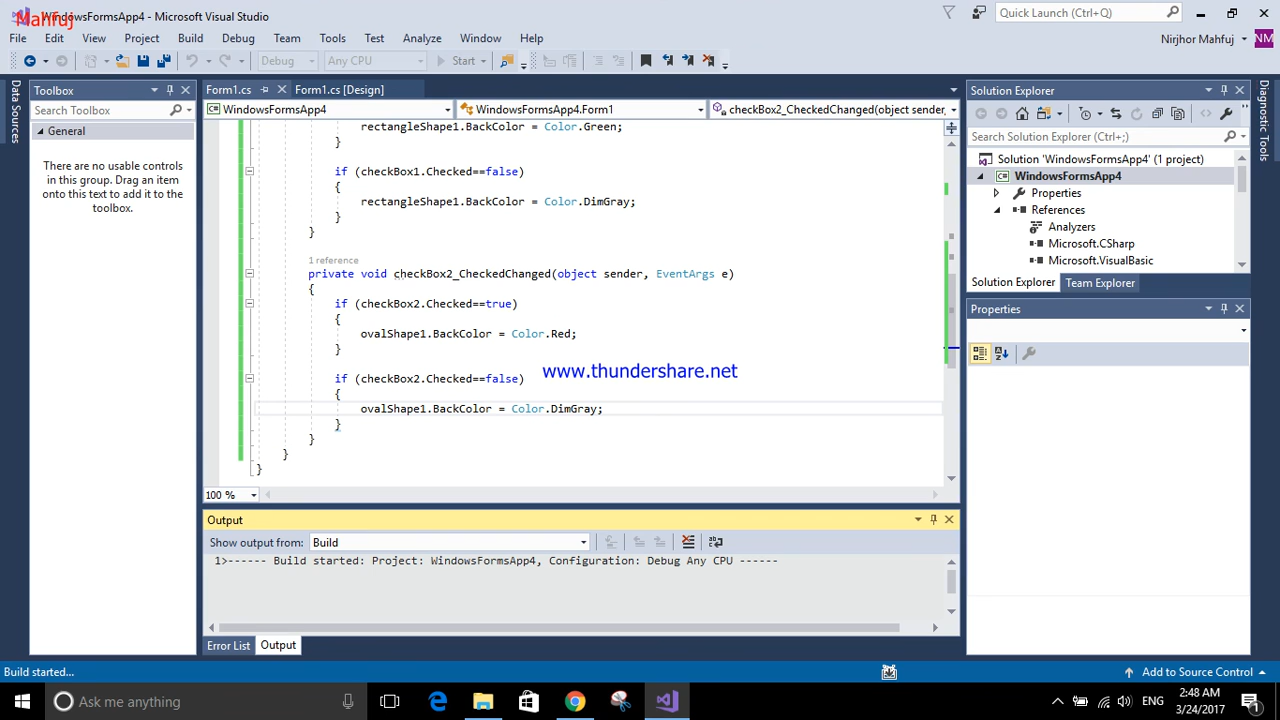 Mahfuj
WindowsFormsApp4 - Microsoft Visual Studio
Quick Launch (Ctrl+Q)
File Edit View Project Build Debug Team Tools Test Analyze Window Help
Nirjhor Mahfuj NM
Debug Any CPU Start
Data Sources
Toolbox
Search Toolbox
General
There are no usable controls
in this group. Drag an item
onto this text to add it to the
toolbox.
Form1.cs Form1.cs [Design]
WindowsFormsApp4 WindowsFormsApp4.Form1 checkBox2_CheckedChanged(object sender,
rectangleShape1.BackColor = Color.Green;
}
if (checkBox1.Checked==false)
{
rectangleShape1.BackColor = Color.DimGray;
}
}
1 reference
private void checkBox2_CheckedChanged(object sender, EventArgs e)
{
if (checkBox2.Checked==true)
{
ovalShape1.BackColor = Color.Red;
}
www.thundershare.net
if (checkBox2.Checked==false)
{
ovalShape1.BackColor = Color.DimGray;
}
}
}
}
100 %
Output
Show output from: Build
1>------ Build started: Project: WindowsFormsApp4, Configuration: Debug Any CPU ------
Error List Output
Solution Explorer
Search Solution Explorer (Ctrl+;)
Solution 'WindowsFormsApp4' (1 project)
WindowsFormsApp4
Properties
References
Analyzers
Microsoft.CSharp
Microsoft.VisualBasic
Solution Explorer Team Explorer
Properties
Diagnostic Tools
Build started...
Add to Source Control
Ask me anything
ENG
2:48 AM
3/24/2017
1